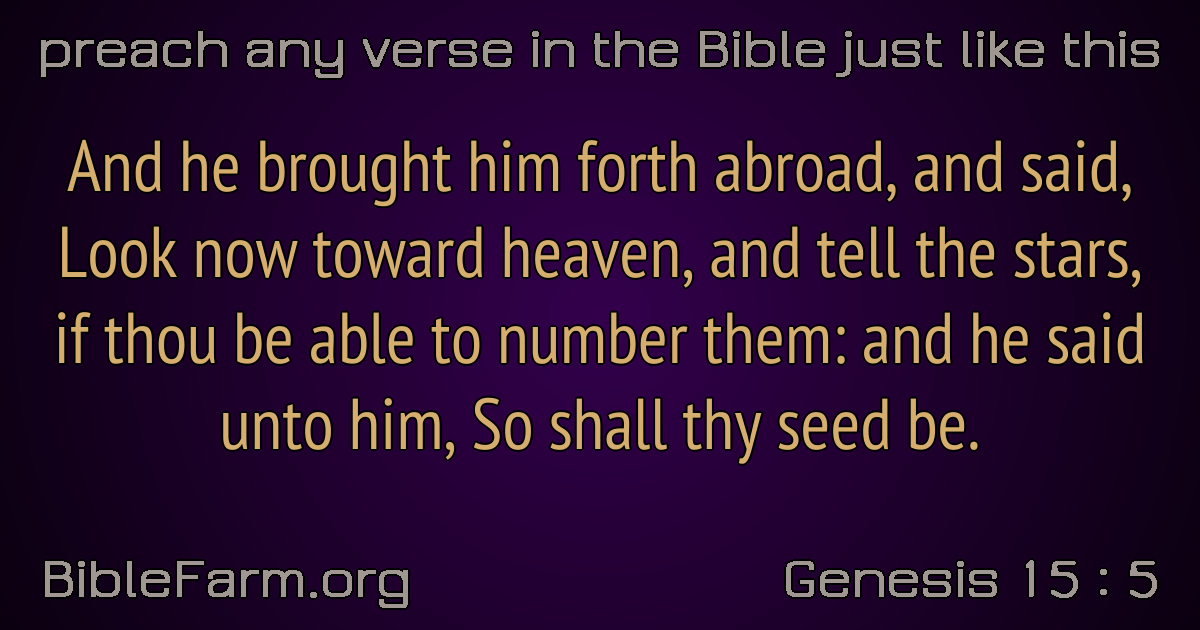 preach any verse in the Bible just like this
And he brought him forth abroad, and said,
Look now toward heaven, and tell the stars,
if thou be able to number them: and he said
unto him, So shall thy seed be.
BibleFarm.org
Genesis 15 : 5